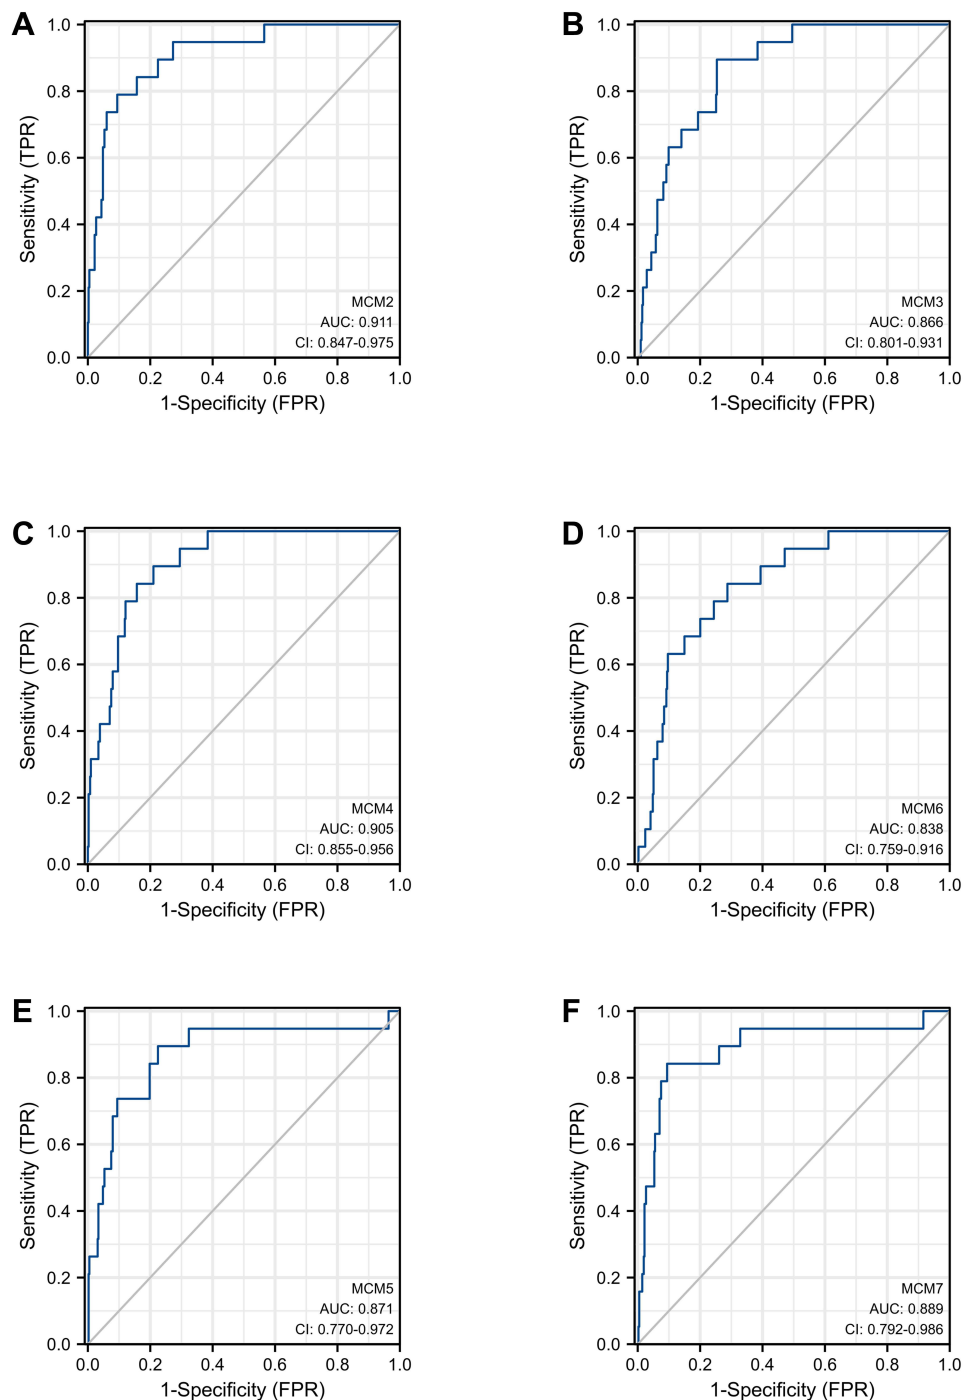 A
1.0
0.8
0.6
0.4
0.2
0.0
Sensitivity (TPR)
MCM2
AUC: 0.911
CI: 0.847-0.975
0.0 0.2 0.4 0.6 0.8 1.0
1-Specificity (FPR)
B
1.0
0.8
0.6
0.4
0.2
0.0
Sensitivity (TPR)
MCM3
AUC: 0.866
CI: 0.801-0.931
0.0 0.2 0.4 0.6 0.8 1.0
1-Specificity (FPR)
C
1.0
0.8
0.6
0.4
0.2
0.0
Sensitivity (TPR)
MCM4
AUC: 0.905
CI: 0.855-0.956
0.0 0.2 0.4 0.6 0.8 1.0
1-Specificity (FPR)
D
1.0
0.8
0.6
0.4
0.2
0.0
Sensitivity (TPR)
MCM6
AUC: 0.838
CI: 0.759-0.916
0.0 0.2 0.4 0.6 0.8 1.0
1-Specificity (FPR)
E
1.0
0.8
0.6
0.4
0.2
0.0
Sensitivity (TPR)
MCM5
AUC: 0.871
CI: 0.770-0.972
0.0 0.2 0.4 0.6 0.8 1.0
1-Specificity (FPR)
F
1.0
0.8
0.6
0.4
0.2
0.0
Sensitivity (TPR)
MCM7
AUC: 0.889
CI: 0.792-0.986
0.0 0.2 0.4 0.6 0.8 1.0
1-Specificity (FPR)